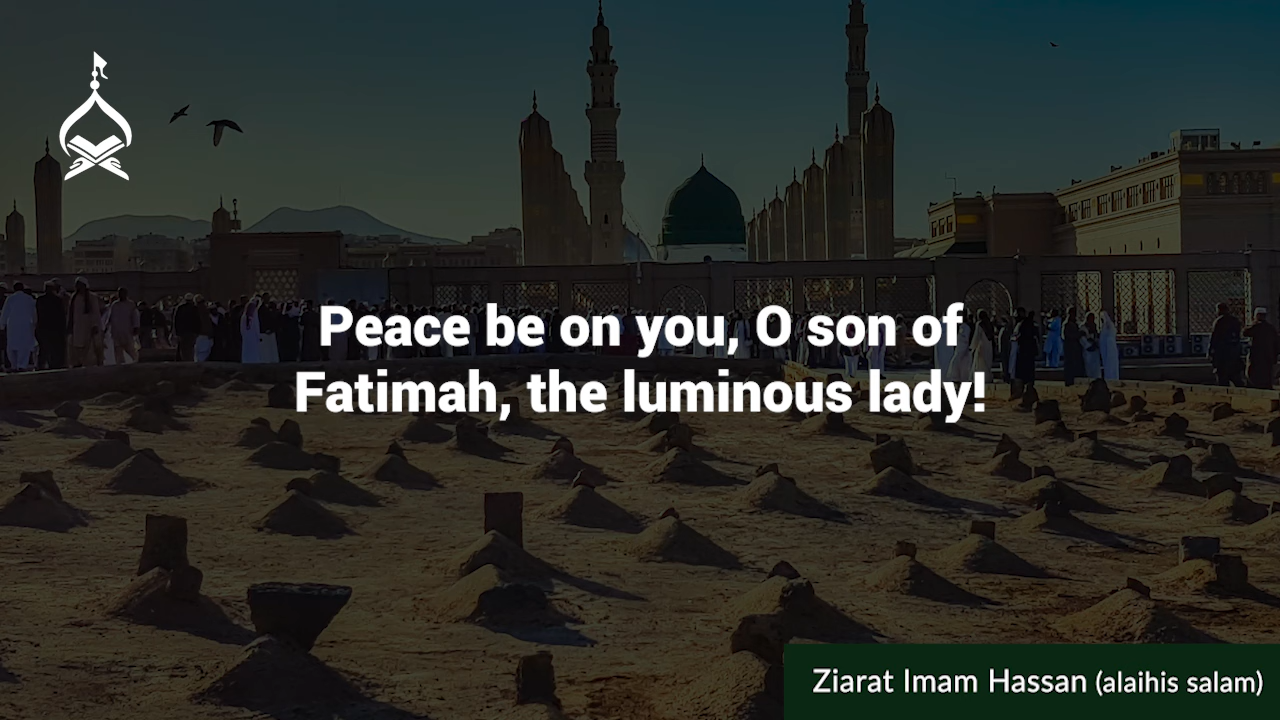 Peace be on you, O son of
Fatimah, the luminous lady!
Ziarat Imam Hassan (alaihis salam)